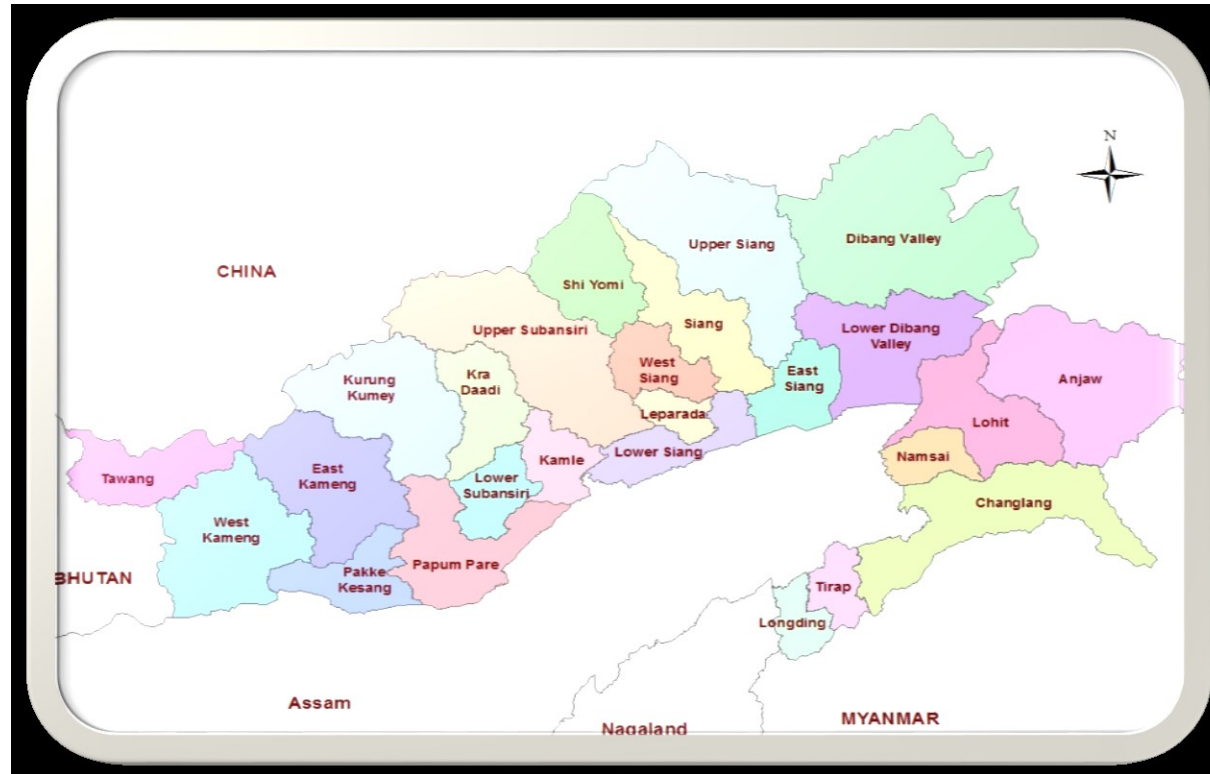 N
Dibang Valley
Upper Siang
CHINA
Shi Yomi
Siang
Upper Subansiri
Lower Dibang
Valley
West
Siang
East
Siang
Kra
Daadi
Kurung
Kumey
Anjaw
Leparada
Lohit
Lower Siang
Namsai
Kamle
East
Kameng
Tawang
Lower
Subansiri
Changlang
West
Kameng
Papum Pare
BHUTAN
Pakke
Kesang
Tirap
Longding
Assam
Nagaland
MYANMAR